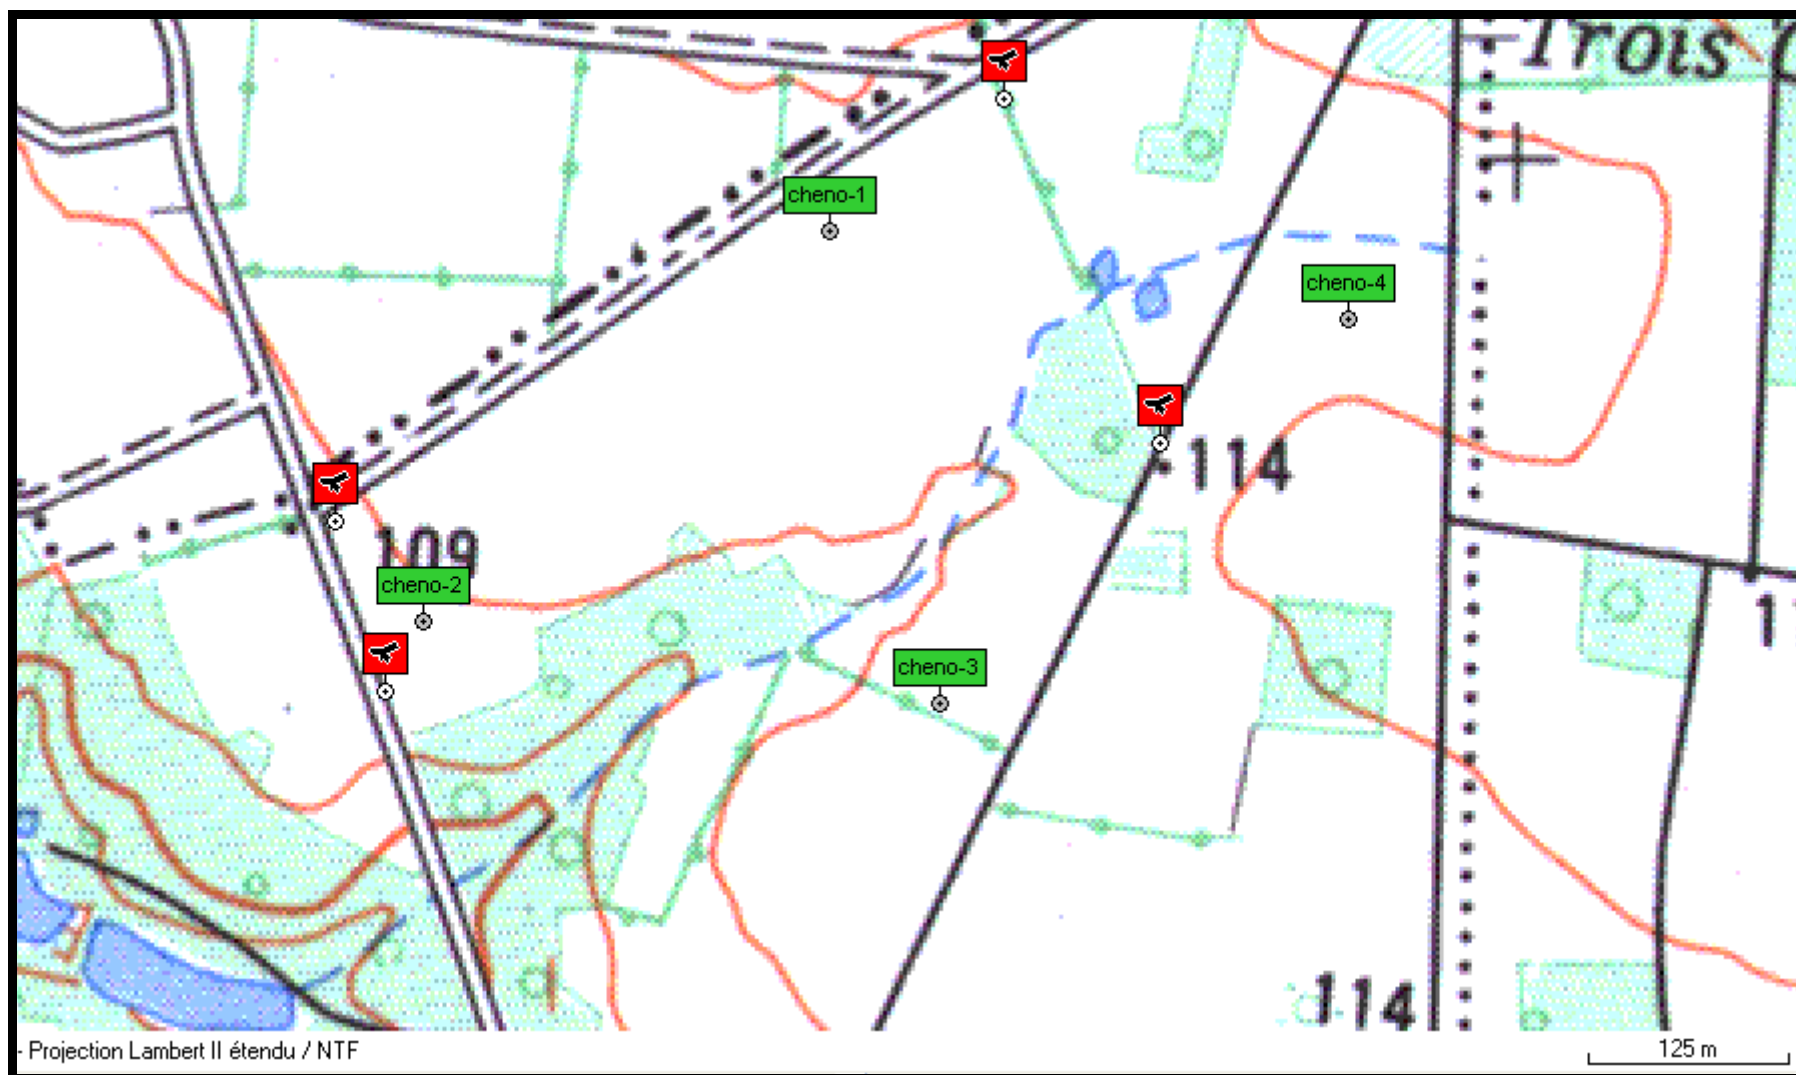 Trois
cheno-1
cheno-4
114
109
cheno-2
cheno-3
114
- Projection Lambert II étendu / NTF
125 m